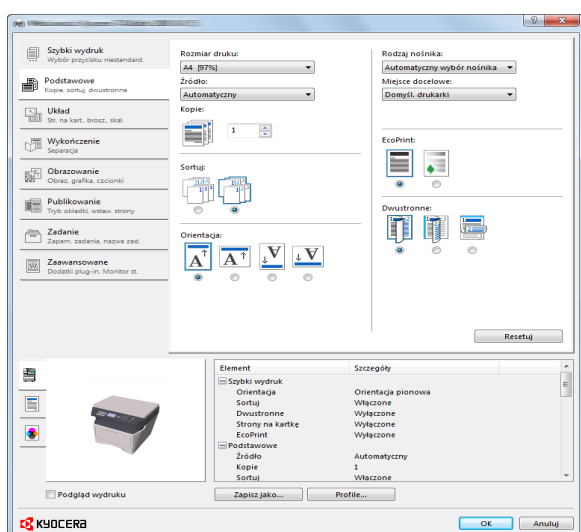 Szybki wydruk
Wybór przycisku niestandard.
Podstawowe
Kopie, sortuj, dwustronne
Układ
Str. na kart., brosz., skal.
Wykończenie
Separacja
Obrazowanie
Obraz, grafika, czcionki
Publikowanie
Tryb okładki, wstaw. strony
Zadanie
Zapam. zadania, nazwa zad.
Zaawansowane
Dodatki plug-in, Monitor st.
Rozmiar druku:
A4 [97%]
Źródło:
Automatyczny
Kopie:
1
Sortuj:
Orientacja:
Rodzaj nośnika:
Automatyczny wybór nośnika
Miejsce docelowe:
Domyśl. drukarki
EcoPrint:
Dwustronne:
Resetuj
Element Szczegóły
Szybki wydruk
Orientacja Orientacja pionowa
Sortuj Włączone
Dwustronne Wyłączone
Strony na kartkę Wyłączone
EcoPrint Wyłączone
Podstawowe
Źródło Automatyczny
Kopie 1
Sortuj Włączone
Podgląd wydruku
Zapisz jako... Profile...
KYOCERA
OK Anuluj